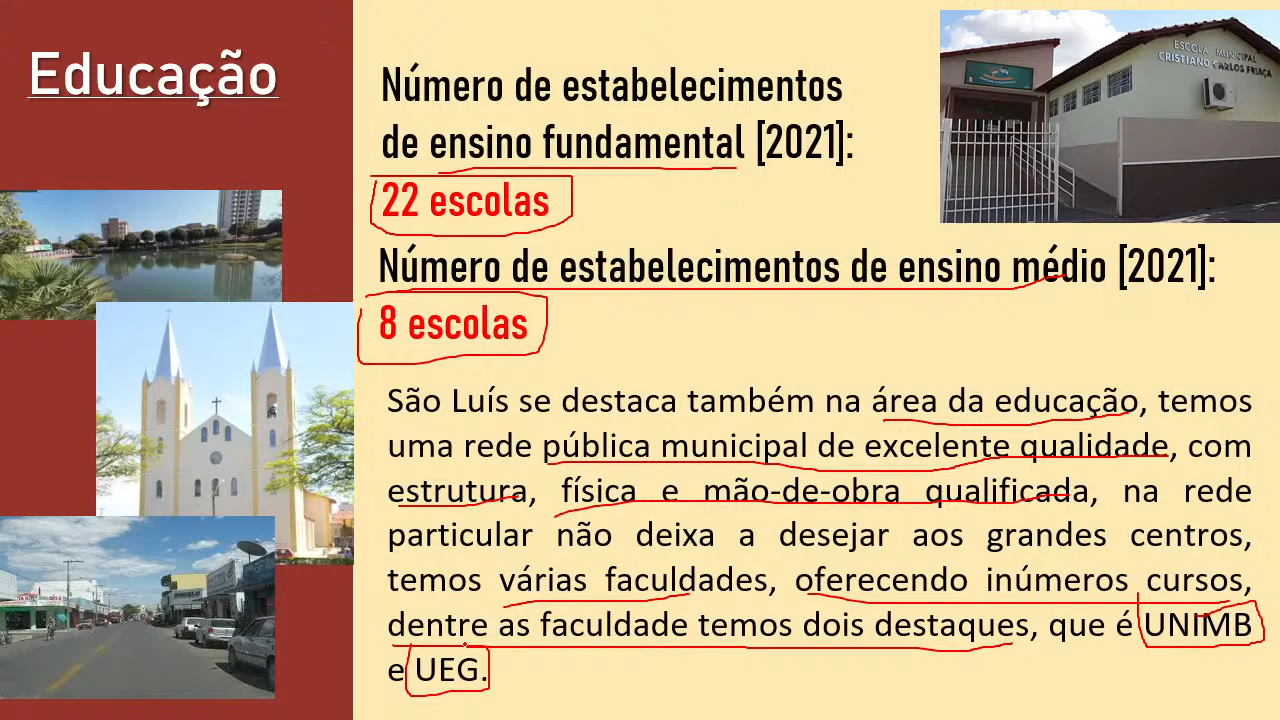 Educação
Número de estabelecimentos
de ensino fundamental [2021]:
22 escolas
Número de estabelecimentos de ensino médio [2021]:
8 escolas
São Luís se destaca também na área da educação, temos
uma rede pública municipal de excelente qualidade, com
estrutura, física e mão-de-obra qualificada, na rede
particular não deixa a desejar aos grandes centros,
temos várias faculdades, oferecendo inúmeros cursos,
dentre as faculdade temos dois destaques, que é UNIMB
e UEG.
ESCOLA MUNICIPAL
CRISTIANO CARLOS FRIAÇA